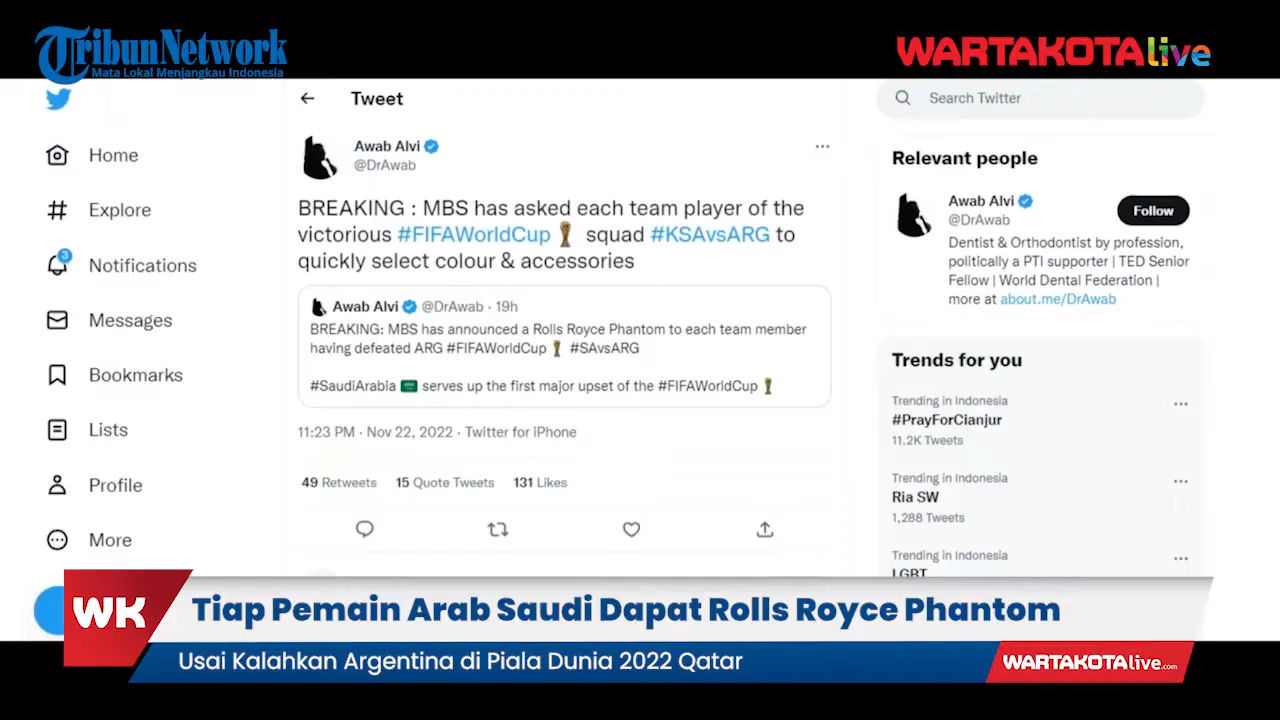 TribunNetwork
Mata Lokal Menjangkau Indonesia
WARTAKOTAlive
Tweet
Search Twitter
Home
Explore
3
Notifications
Messages
Bookmarks
Lists
Profile
More
Awab Alvi
@DrAwab
BREAKING : MBS has asked each team player of the
victorious #FIFAWorldCup 🏆 squad #KSAvsARG to
quickly select colour & accessories
Awab Alvi @DrAwab · 19h
BREAKING: MBS has announced a Rolls Royce Phantom to each team member
having defeated ARG #FIFAWorldCup 🏆 #SAvsARG
#SaudiArabia 🇸🇦 serves up the first major upset of the #FIFAWorldCup 🏆
11:23 PM · Nov 22, 2022 · Twitter for iPhone
49 Retweets 15 Quote Tweets 131 Likes
Relevant people
Awab Alvi
@DrAwab
Follow
Dentist & Orthodontist by profession,
politically a PTI supporter | TED Senior
Fellow | World Dental Federation |
more at about.me/DrAwab
Trends for you
Trending in Indonesia
#PrayForCianjur
11.2K Tweets
Trending in Indonesia
Ria SW
1,288 Tweets
Trending in Indonesia
LGBT
WK
Tiap Pemain Arab Saudi Dapat Rolls Royce Phantom
Usai Kalahkan Argentina di Piala Dunia 2022 Qatar
WARTAKOTAlive.com